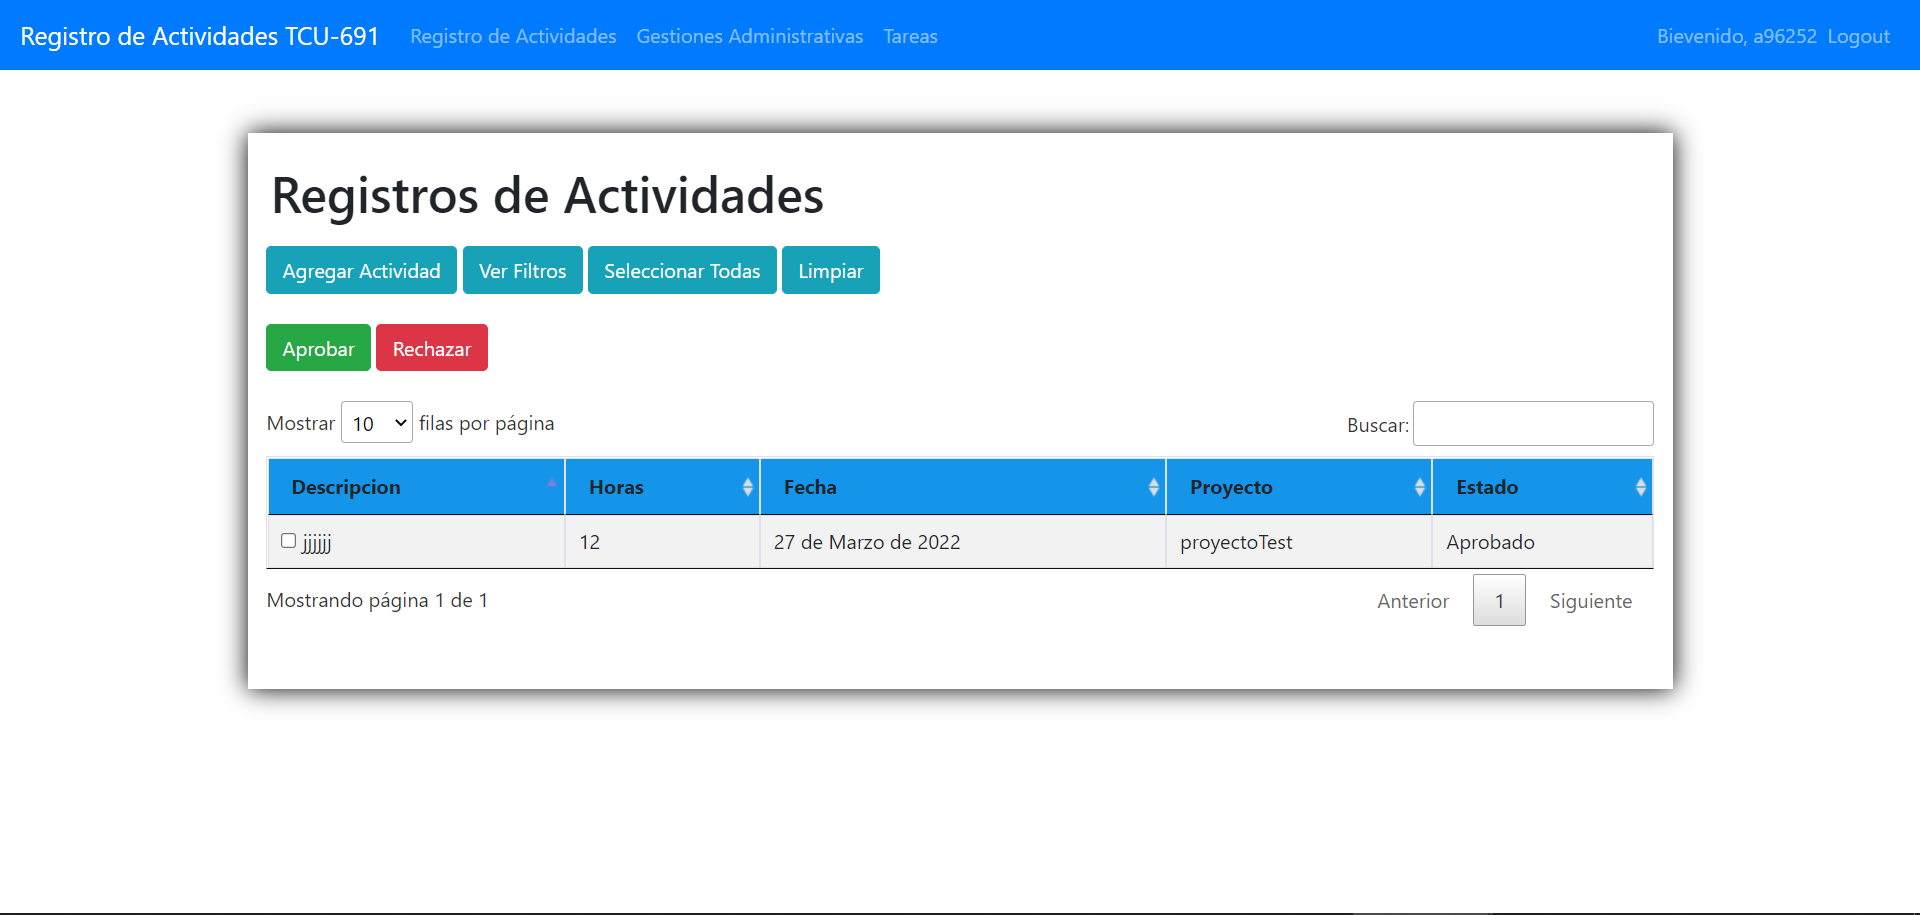 Registro de Actividades TCU-691 Registro de Actividades Gestiones Administrativas Tareas Bievenido, a96252 Logout
Registros de Actividades
Agregar Actividad Ver Filtros Seleccionar Todas Limpiar
Aprobar Rechazar
Mostrar 10 filas por página Buscar:
Descripcion Horas Fecha Proyecto Estado
jjjjjj 12 27 de Marzo de 2022 proyectoTest Aprobado
Mostrando página 1 de 1 Anterior 1 Siguiente